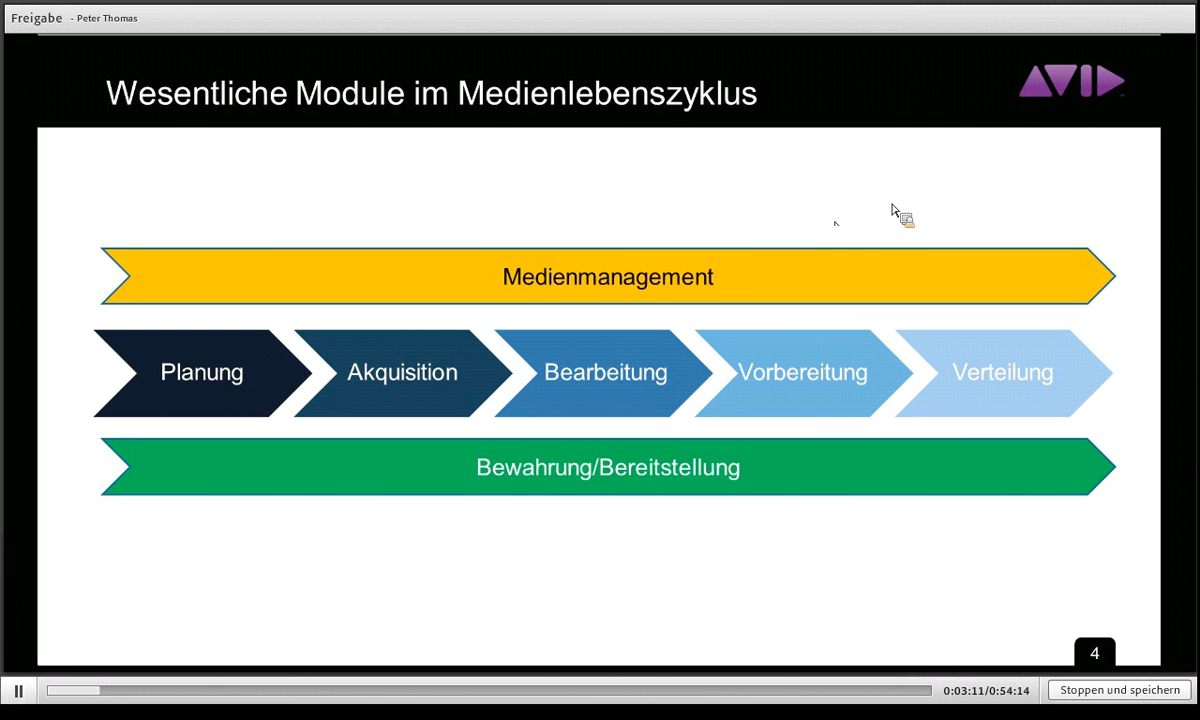 Freigabe - Peter Thomas
Wesentliche Module im Medienlebenszyklus
AVID
Medienmanagement
Planung
Akquisition
Bearbeitung
Vorbereitung
Verteilung
Bewahrung/Bereitstellung
4
0:03:11/0:54:14
Stoppen und speichern